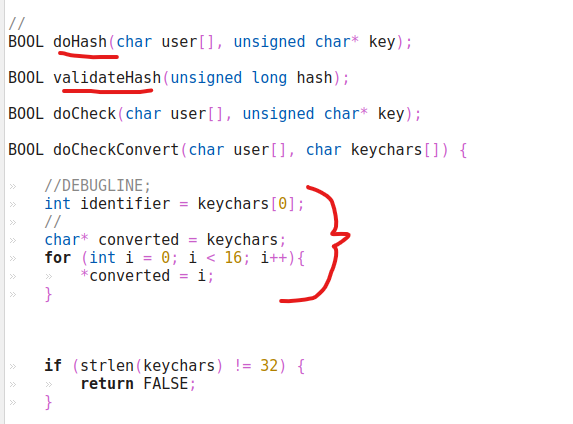 //
BOOL doHash(char user[], unsigned char* key);
BOOL validateHash(unsigned long hash);
BOOL doCheck(char user[], unsigned char* key);
BOOL doCheckConvert(char user[], char keychars[]) {
» //DEBUGLINE;
» int identifier = keychars[0];
» //
» char* converted = keychars;
» for (int i = 0; i < 16; i++){
» » *converted = i;
» }
» if (strlen(keychars) != 32) {
» » return FALSE;
» }